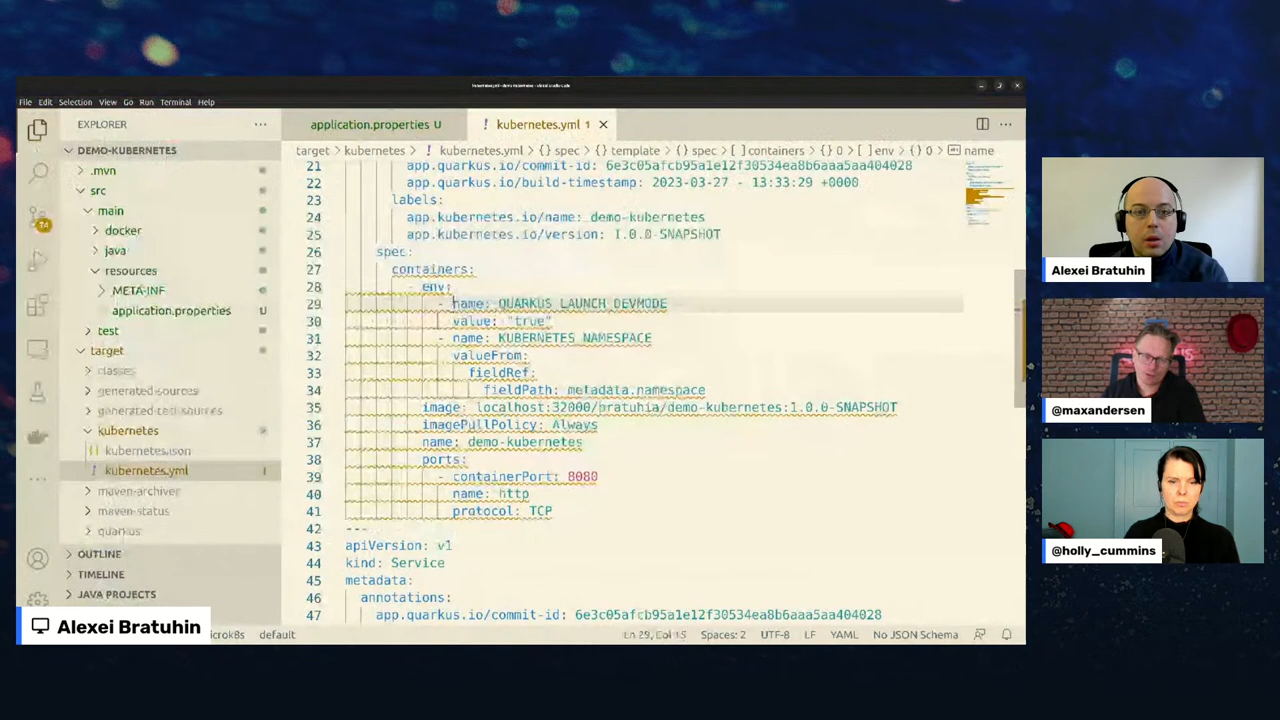 kubernetes.yml - demo-kubernetes - Visual Studio Code
File Edit Selection View Go Run Terminal Help
EXPLORER ···
application.properties U
! kubernetes.yml 1 ×
DEMO-KUBERNETES
target > kubernetes > ! kubernetes.yml > {} spec > {} template > {} spec > [ ] containers > {} 0 > [ ] env > {} 0 > name
.mvn
src
main
docker
java
resources
META-INF
application.properties U
test
target
classes
generated-sources
generated-test-sources
kubernetes
kubernetes.json
! kubernetes.yml 1
maven-archiver
maven-status
quarkus
OUTLINE
TIMELINE
JAVA PROJECTS
74
21 app.quarkus.io/commit-id: 6e3c05afcb95a1e12f30534ea8b6aaa5aa404028
22 app.quarkus.io/build-timestamp: 2023-03-27 - 13:33:29 +0000
23 labels:
24 app.kubernetes.io/name: demo-kubernetes
25 app.kubernetes.io/version: 1.0.0-SNAPSHOT
26 spec:
27 containers:
28 - env:
29 - name: QUARKUS_LAUNCH_DEVMODE
30 value: "true"
31 - name: KUBERNETES_NAMESPACE
32 valueFrom:
33 fieldRef:
34 fieldPath: metadata.namespace
35 image: localhost:32000/bratuhia/demo-kubernetes:1.0.0-SNAPSHOT
36 imagePullPolicy: Always
37 name: demo-kubernetes
38 ports:
39 - containerPort: 8080
40 name: http
41 protocol: TCP
42 ---
43 apiVersion: v1
44 kind: Service
45 metadata:
46 annotations:
47 app.quarkus.io/commit-id: 6e3c05afcb95a1e12f30534ea8b6aaa5aa404028
default Ln 29, Col 15 Spaces: 2 UTF-8 LF YAML No JSON Schema
Alexei Bratuhin
Alexei Bratuhin
@maxandersen
@holly_cummins